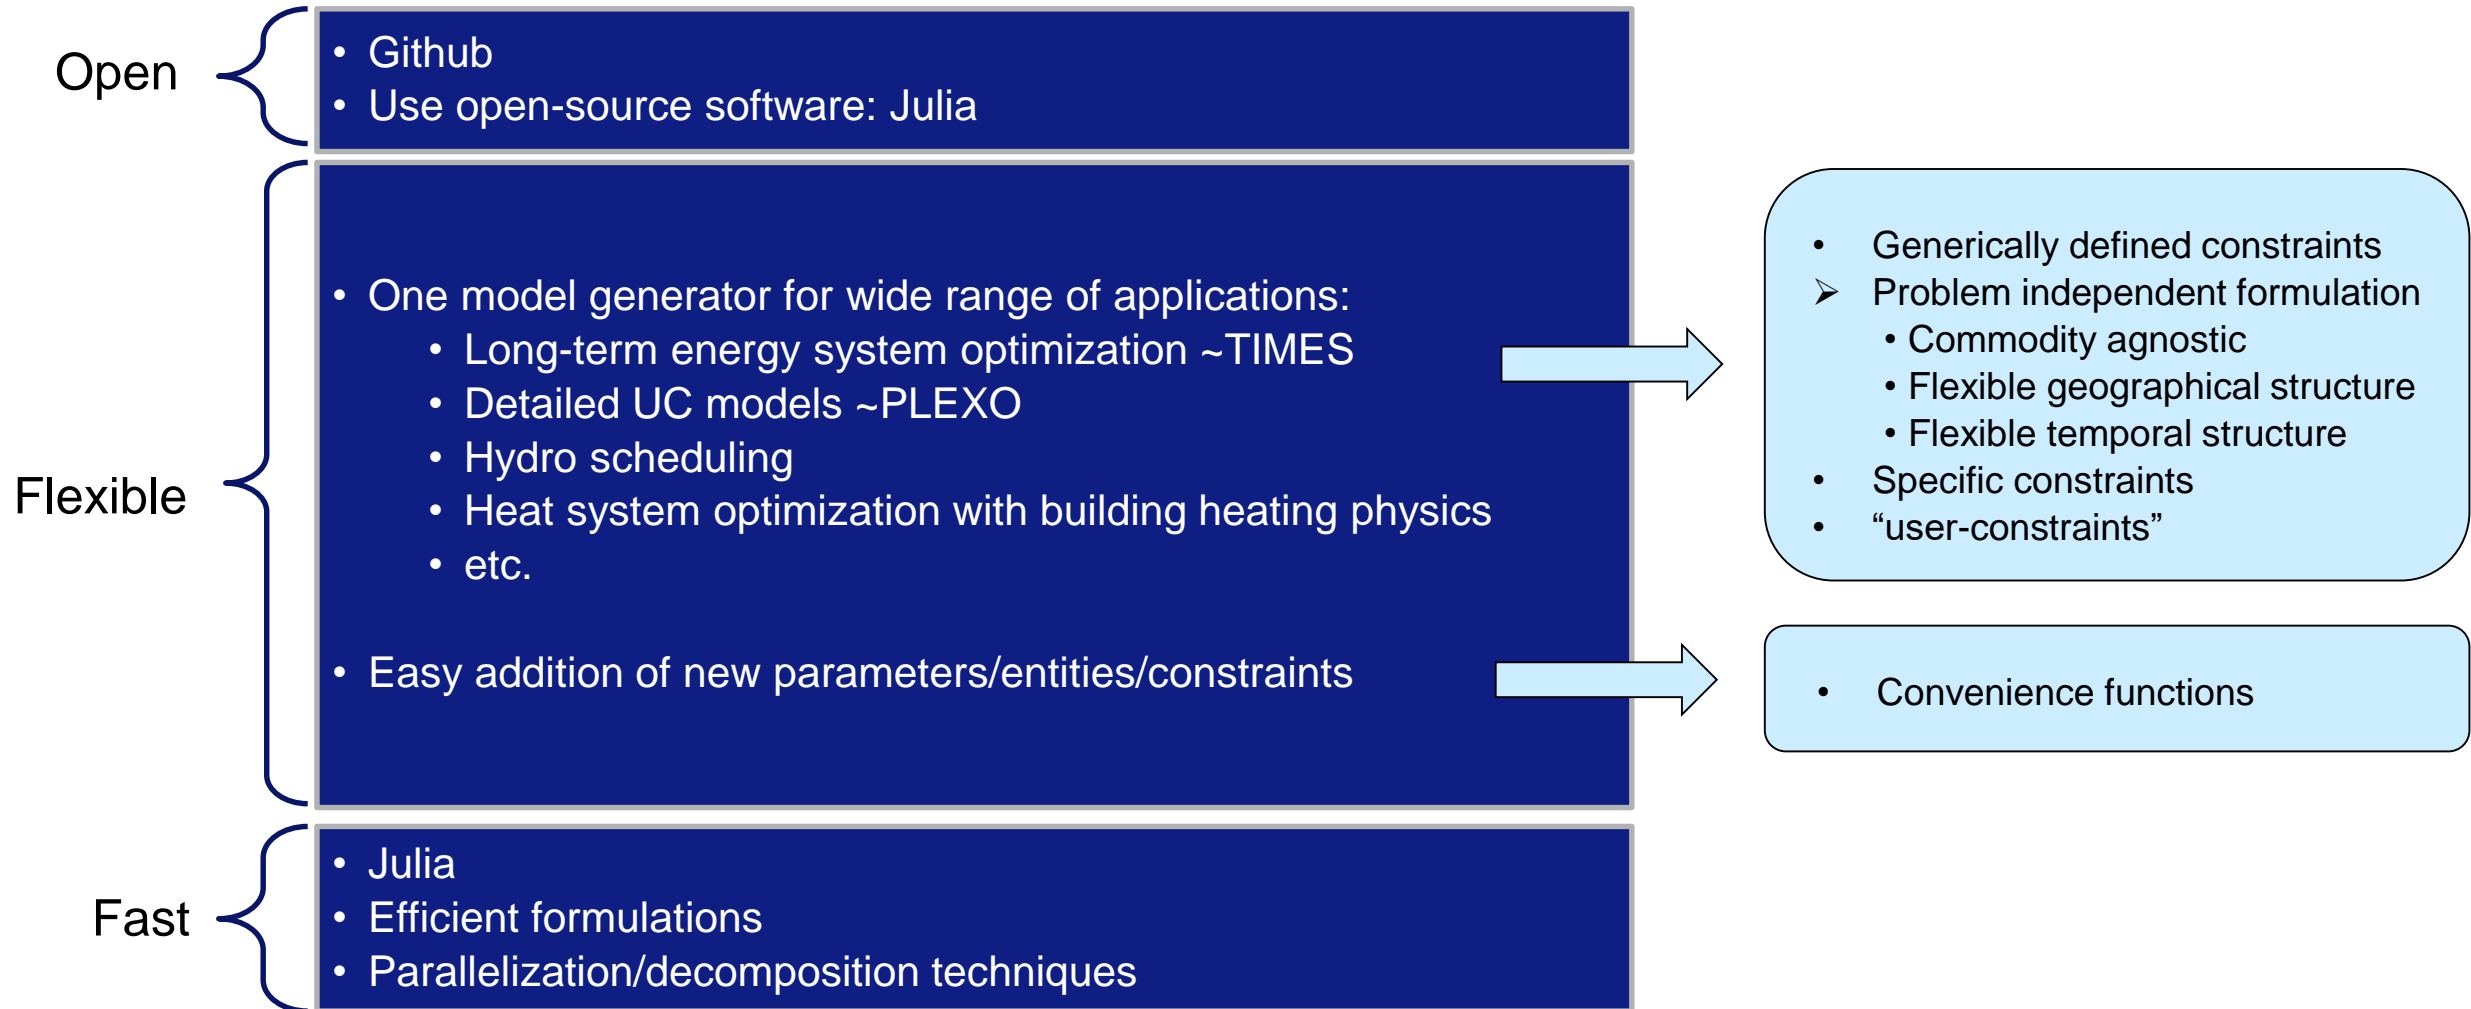 Open
• Github
• Use open-source software: Julia
Flexible
• One model generator for wide range of applications:
• Long-term energy system optimization ~TIMES
• Detailed UC models ~PLEXO
• Hydro scheduling
• Heat system optimization with building heating physics
• etc.
• Easy addition of new parameters/entities/constraints
• Generically defined constraints
➢ Problem independent formulation
• Commodity agnostic
• Flexible geographical structure
• Flexible temporal structure
• Specific constraints
• “user-constraints”
• Convenience functions
Fast
• Julia
• Efficient formulations
• Parallelization/decomposition techniques